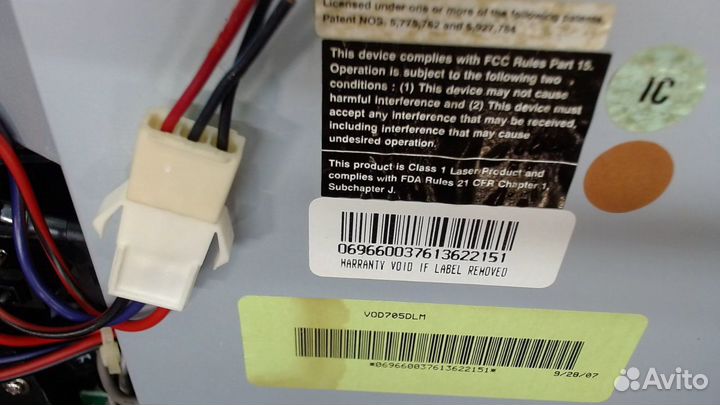 Licensed under one or more of the following patents.
Patent NOS. 5,775,762 and 5,927,784
This device complies with FCC Rules Part 15.
Operation is subject to the following two
conditions : (1) This device may not cause
harmful interference and (2) This device must
accept any interference that may be received,
including interference that may cause
undesired operation.
This product is Class 1 Laser Product and
complies with FDA Rules 21 CFR Chapter 1,
Subchapter J.
IC
069660037613622151
WARRANTY VOID IF LABEL REMOVED
VOD705DLM
*069660037613622151*
9/28/07
Avito